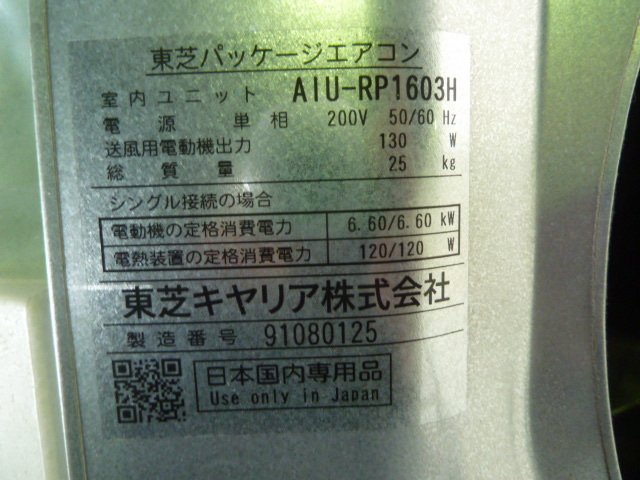 東芝パッケージエアコン
室内ユニット AIU-RP1603H
電源 単相 200V 50/60 Hz
送風用電動機出力 130 W
総質量 25 kg
シングル接続の場合
電動機の定格消費電力 6.60/6.60 kW
電熱装置の定格消費電力 120/120 W
東芝キヤリア株式会社
製造番号 91080125
日本国内専用品
Use only in Japan